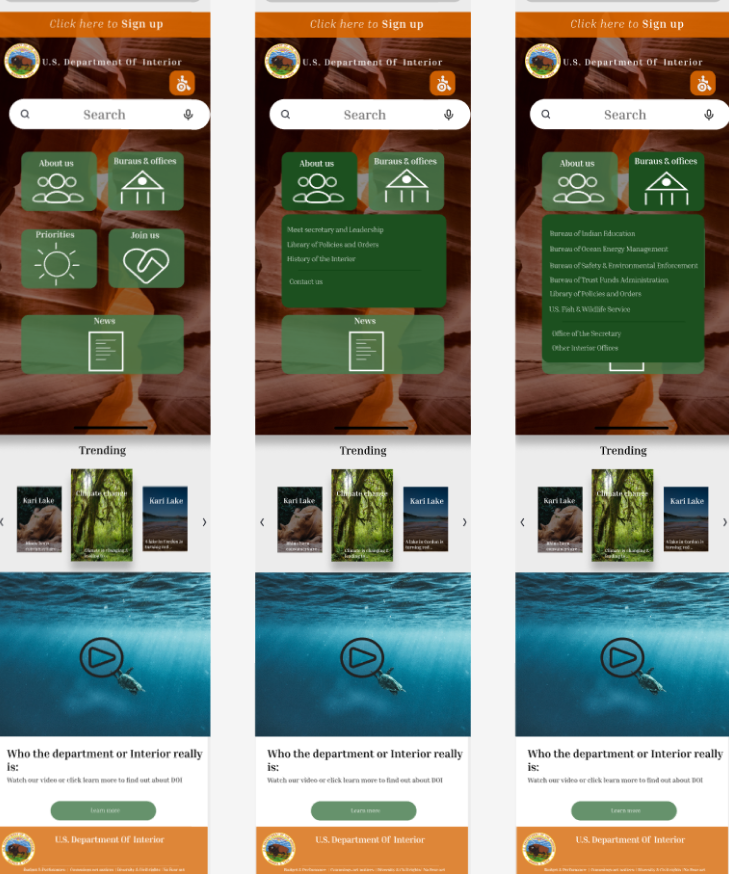 Click here to Sign up
U.S. Department Of Interior
Search
About us
Buraus & offices
Priorities
Join us
News
Trending
Kari Lake
Climate change
Kari Lake
A lake in Jordan is
turning red...
Climate is changing &
leading to...
Who the department or Interior really
is:
Watch our video or click learn more to find out about DOI
Learn more
U.S. Department Of Interior
Click here to Sign up
U.S. Department Of Interior
Search
About us
Buraus & offices
Meet secretary and Leadership
Library of Policies and Orders
History of the Interior
Contact us
News
Trending
Kari Lake
Climate change
Kari Lake
A lake in Jordan is
turning red...
Climate is changing &
leading to...
Who the department or Interior really
is:
Watch our video or click learn more to find out about DOI
Learn more
U.S. Department Of Interior
Click here to Sign up
U.S. Department Of Interior
Search
About us
Buraus & offices
Bureau of Indian Education
Bureau of Ocean Energy Management
Bureau of Safety & Environmental Enforcement
Bureau of Trust Funds Administration
Library of Policies and Orders
U.S. Fish & Wildlife Service
Office of the Secretary
Other Interior Offices
Trending
Kari Lake
Climate change
Kari Lake
A lake in Jordan is
turning red...
Climate is changing &
leading to...
Who the department or Interior really
is:
Watch our video or click learn more to find out about DOI
Learn more
U.S. Department Of Interior